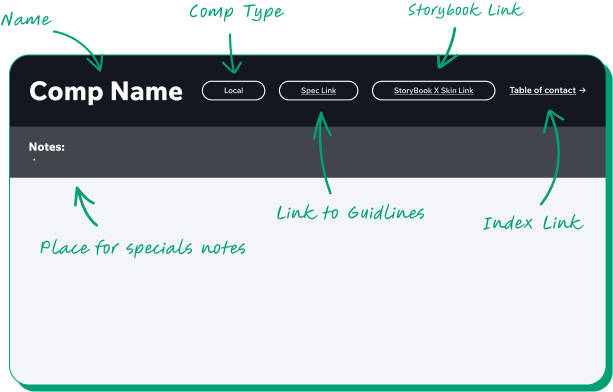 Name
Comp Type
Storybook Link
Comp Name
Local
Spec Link
StoryBook X Skin Link
Table of contact →
Notes:
•
Place for specials notes
Link to Guidlines
Index Link